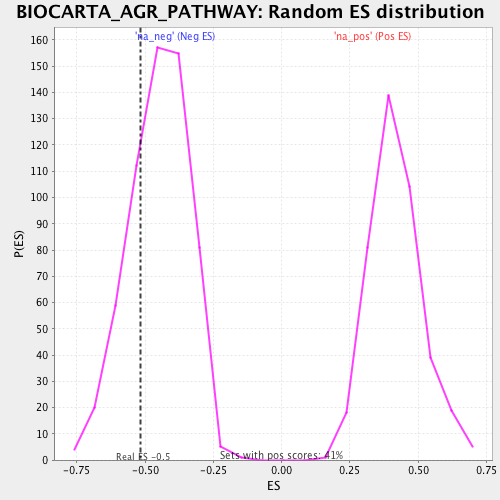 BIOCARTA_AGR_PATHWAY: Random ES distribution
'na_neg' (Neg ES)
'na_pos' (Pos ES)
160
150
140
130
120
110
100
90
80
70
60
50
40
30
20
10
0
P(ES)
Real ES -0.5
Sets with pos scores: 41%
-0.75 -0.50 -0.25 0.00 0.25 0.50 0.75
ES